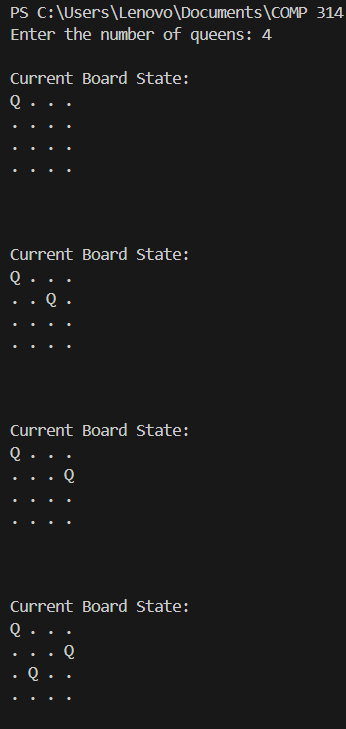 PS C:\Users\Lenovo\Documents\COMP 314
Enter the number of queens: 4
Current Board State:
Q . . .
. . . .
. . . .
. . . .
Current Board State:
Q . . .
. . Q .
. . . .
. . . .
Current Board State:
Q . . .
. . . Q
. . . .
. . . .
Current Board State:
Q . . .
. . . Q
. Q . .
. . . .